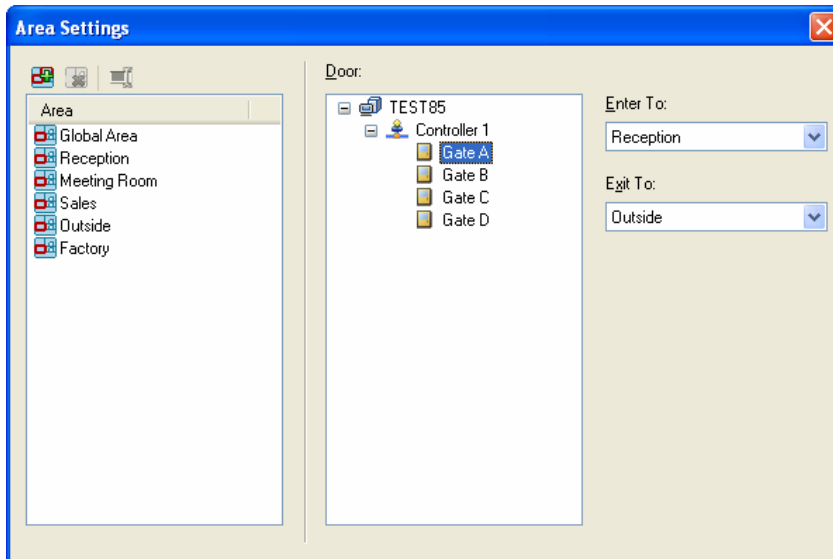 Area Settings
Area
Global Area
Reception
Meeting Room
Sales
Outside
Factory
Door:
TEST85
Controller 1
Gate A
Gate B
Gate C
Gate D
Enter To:
Reception
Exit To:
Outside